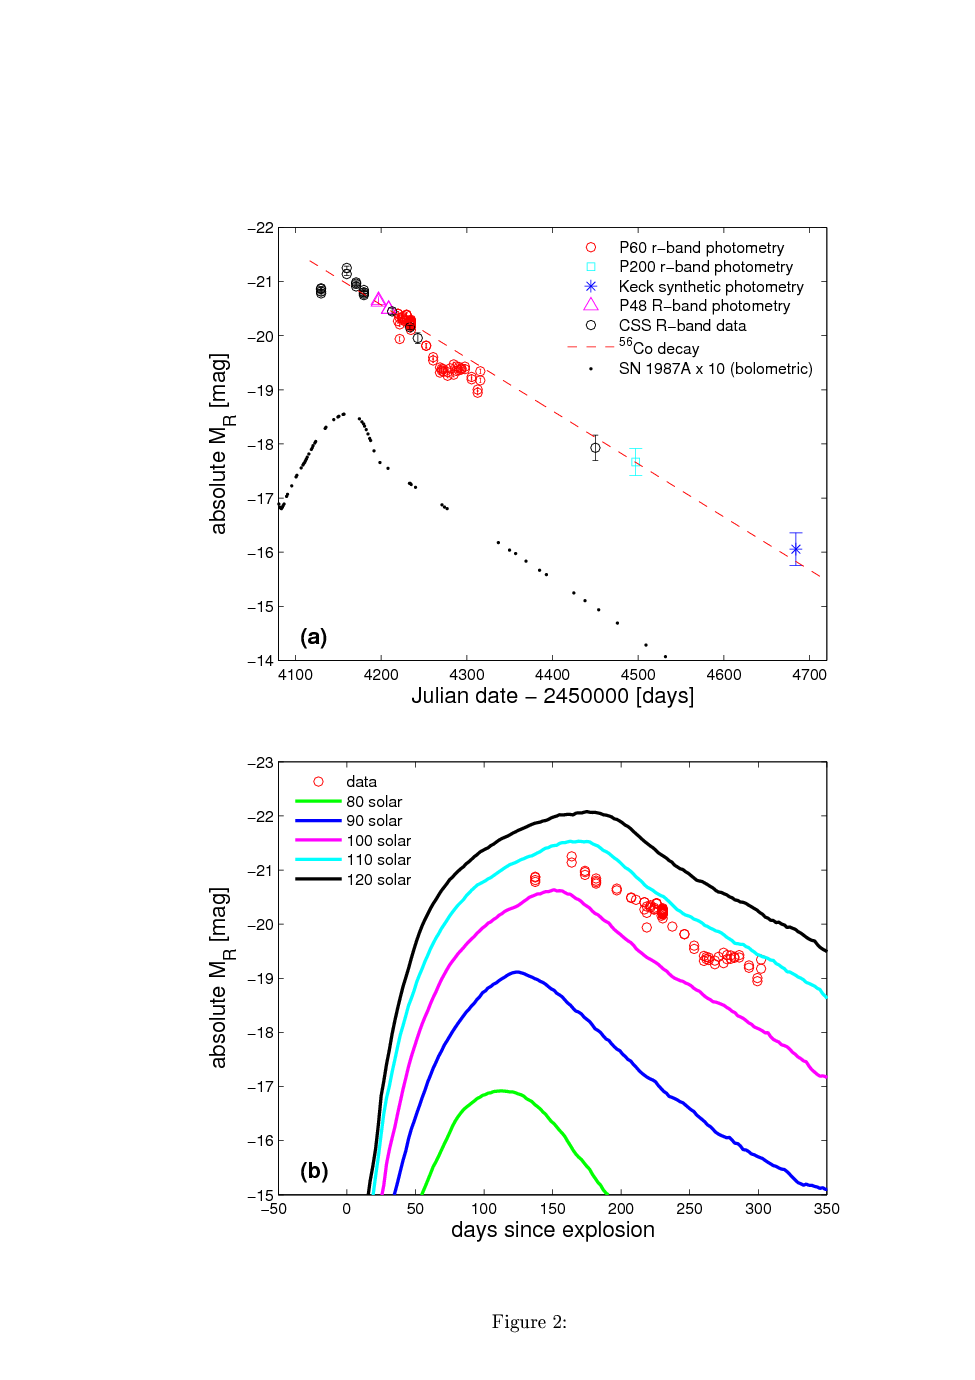 −22
−21
−20
−19
−18
−17
−16
−15
−14
absolute M_R [mag]
P60 r−band photometry
P200 r−band photometry
Keck synthetic photometry
P48 R−band photometry
CSS R−band data
⁵⁶Co decay
SN 1987A x 10 (bolometric)
(a)
4100 4200 4300 4400 4500 4600 4700
Julian date − 2450000 [days]
−23
−22
−21
−20
−19
−18
−17
−16
−15
absolute M_R [mag]
data
80 solar
90 solar
100 solar
110 solar
120 solar
(b)
−50 0 50 100 150 200 250 300 350
days since explosion
Figure 2: